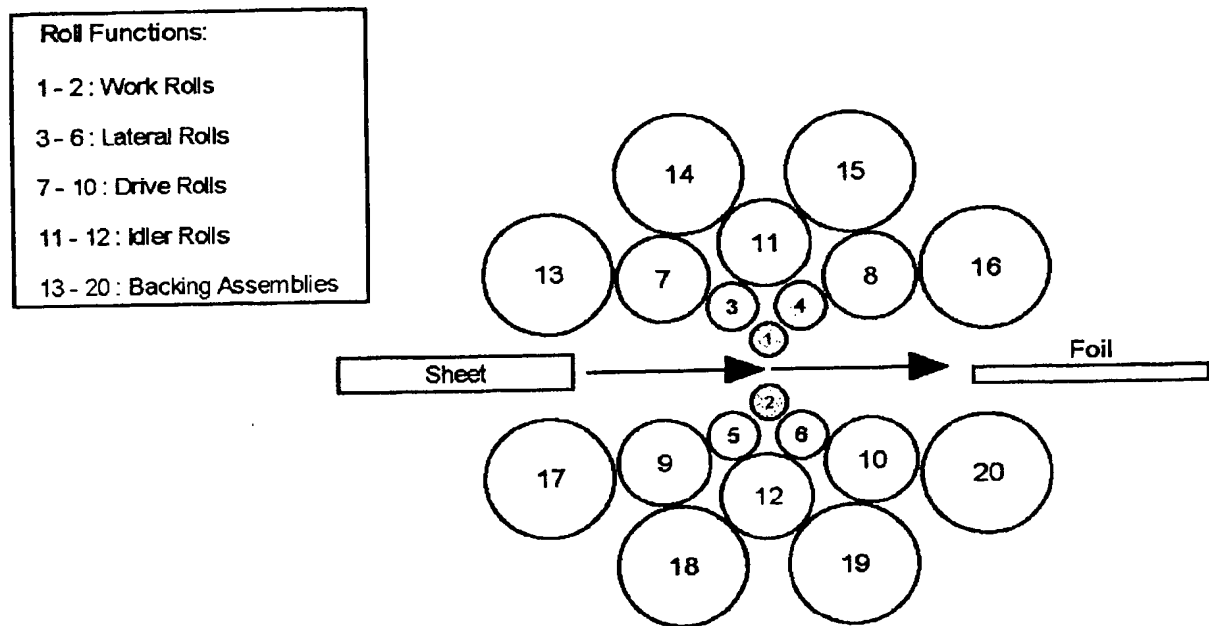 Roll Functions:
1 - 2 : Work Rolls
3 - 6 : Lateral Rolls
7 - 10 : Drive Rolls
11 - 12 : Idler Rolls
13 - 20 : Backing Assemblies
14
15
11
13
7
8
16
3
4
1
Sheet
Foil
2
5
6
17
9
10
20
12
18
19